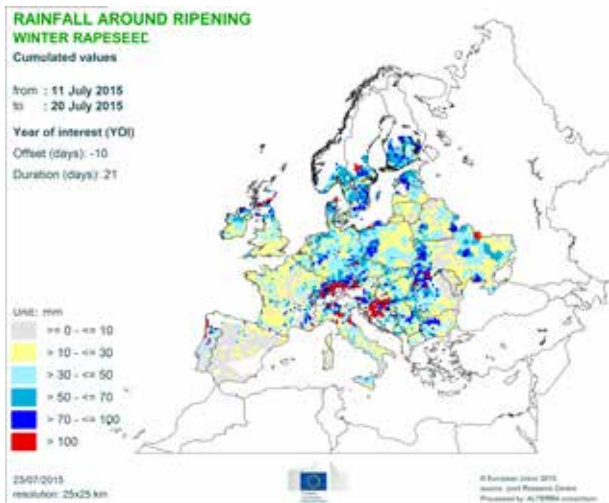 RAINFALL AROUND RIPENING
WINTER RAPESEED
Cumulated values
from : 11 July 2015
to : 20 July 2015
Year of interest (YOI)
Offset (days): -10
Duration (days): 21
Unit: mm
>= 0 - <= 10
> 10 - <= 30
> 30 - <= 50
> 50 - <= 70
> 70 - <= 100
> 100
23/07/2015
resolution: 25x25 km
© European Union 2015
source: Joint Research Centre
Processed by: ALTERRA consortium